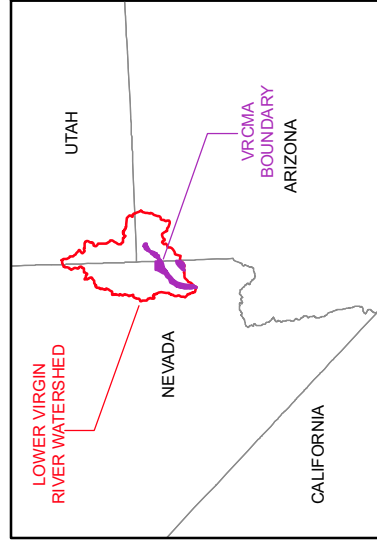 UTAH
LOWER VIRGIN
RIVER WATERSHED
VRCMA
BOUNDARY
ARIZONA
NEVADA
CALIFORNIA